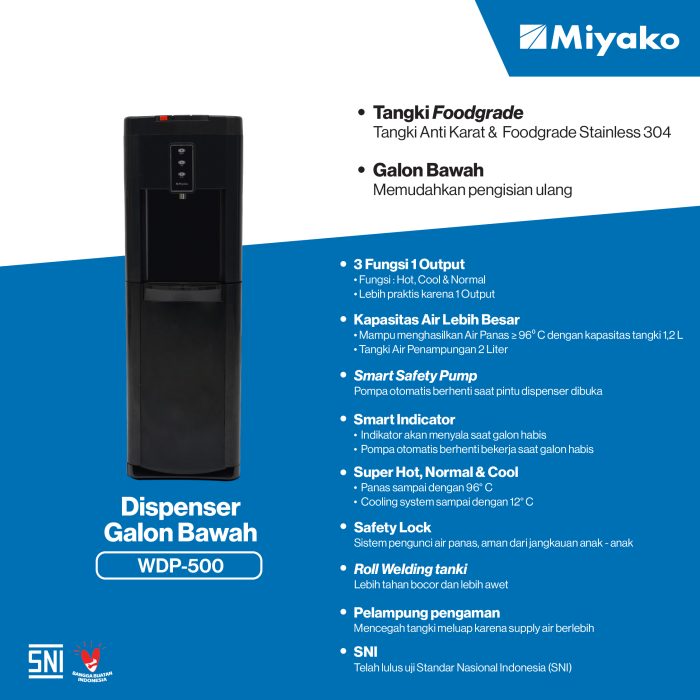 Miyako
• Tangki Foodgrade
Tangki Anti Karat & Foodgrade Stainless 304
• Galon Bawah
Memudahkan pengisian ulang
• 3 Fungsi 1 Output
• Fungsi : Hot, Cool & Normal
• Lebih praktis karena 1 Output
• Kapasitas Air Lebih Besar
• Mampu menghasilkan Air Panas ≥ 96⁰ C dengan kapasitas tangki 1,2 L
• Tangki Air Penampungan 2 Liter
• Smart Safety Pump
Pompa otomatis berhenti saat pintu dispenser dibuka
• Smart Indicator
• Indikator akan menyala saat galon habis
• Pompa otomatis berhenti bekerja saat galon habis
• Super Hot, Normal & Cool
• Panas sampai dengan 96° C
• Cooling system sampai dengan 12° C
• Safety Lock
Sistem pengunci air panas, aman dari jangkauan anak - anak
• Roll Welding tanki
Lebih tahan bocor dan lebih awet
• Pelampung pengaman
Mencegah tangki meluap karena supply air berlebih
• SNI
Telah lulus uji Standar Nasional Indonesia (SNI)
Miyako
Dispenser
Galon Bawah
WDP-500
SNI
BANGGA BUATAN
INDONESIA